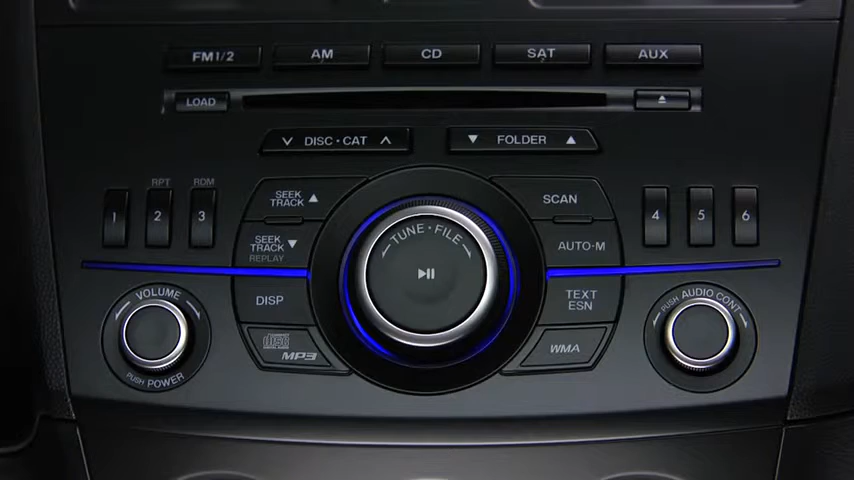 FM1/2 AM CD SAT AUX
LOAD
DISC·CAT FOLDER
RPT RDM
1 2 3
SEEK
TRACK
SCAN
4 5 6
SEEK
TRACK
REPLAY
TUNE·FILE
AUTO-M
DISP
TEXT
ESN
VOLUME
PUSH POWER
PUSH AUDIO CONT
MP3
WMA